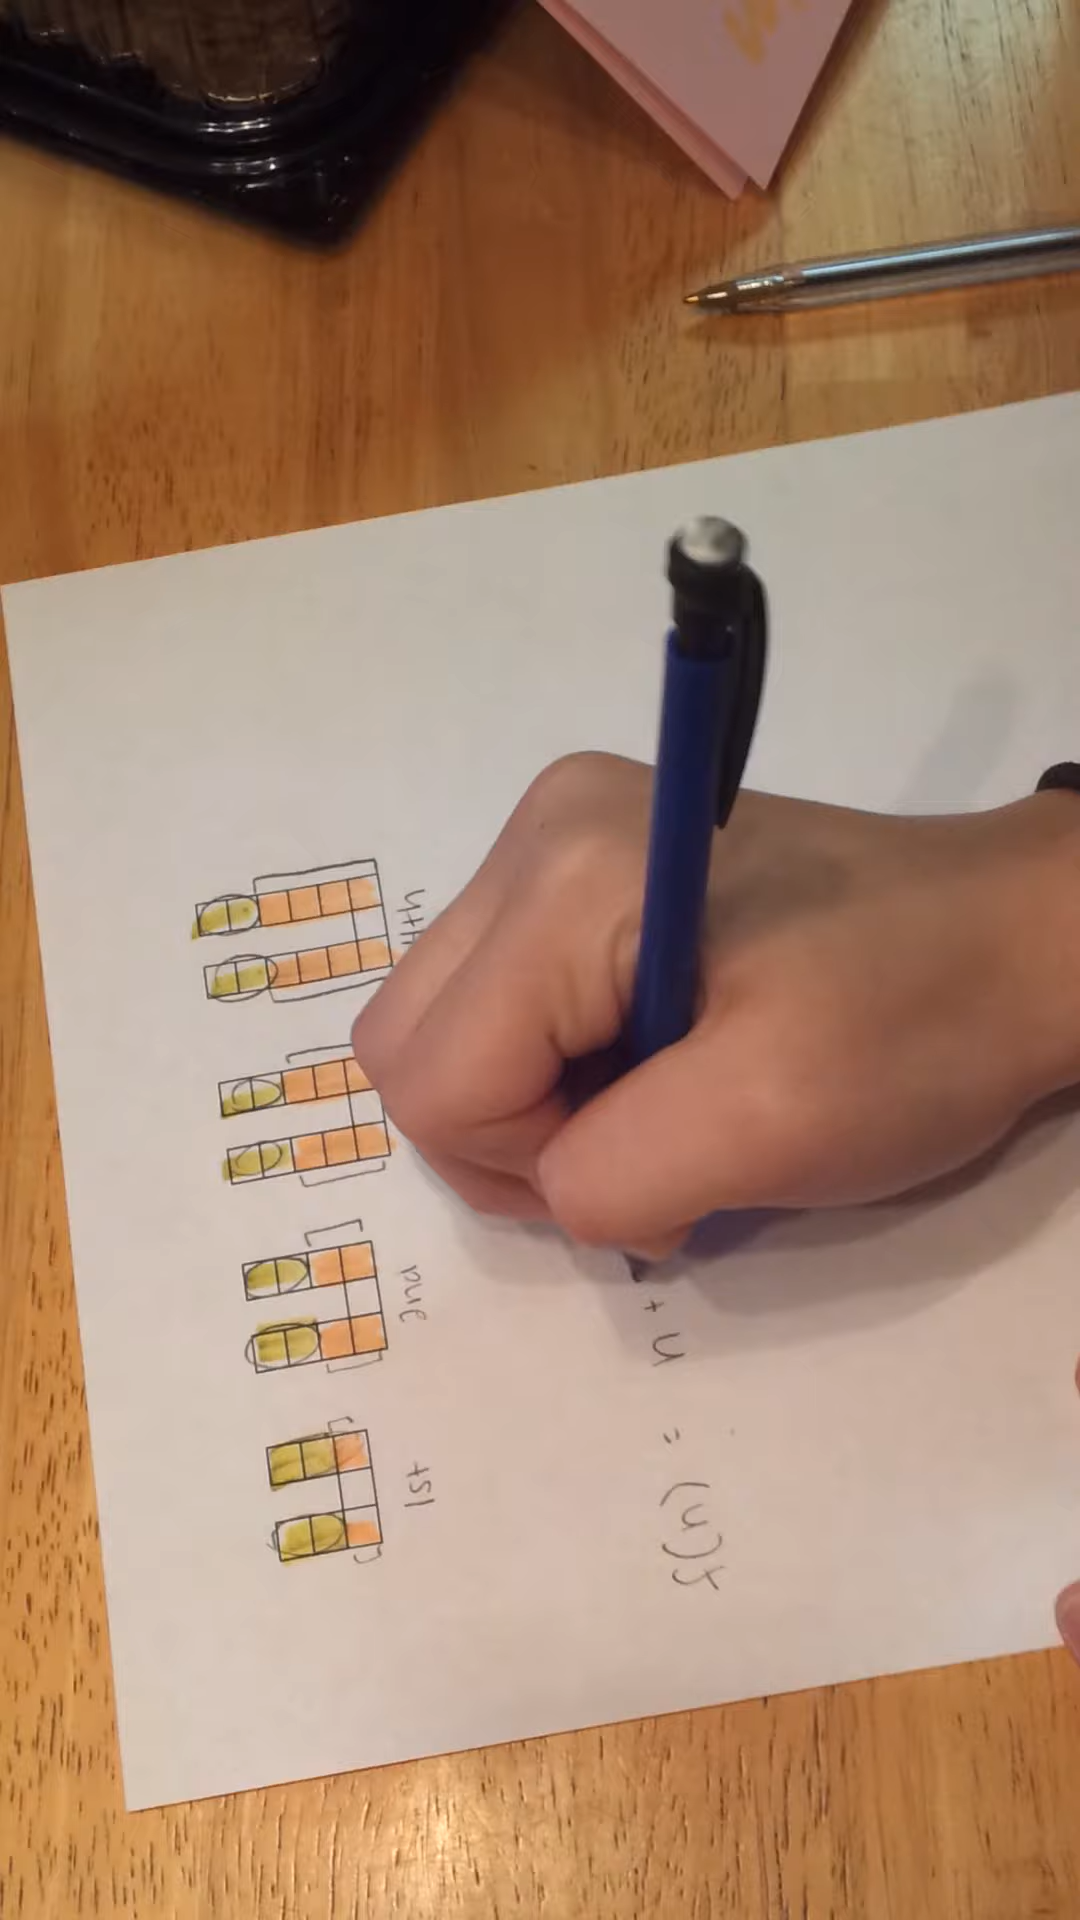 1st 2nd 4th
f(n) = n +